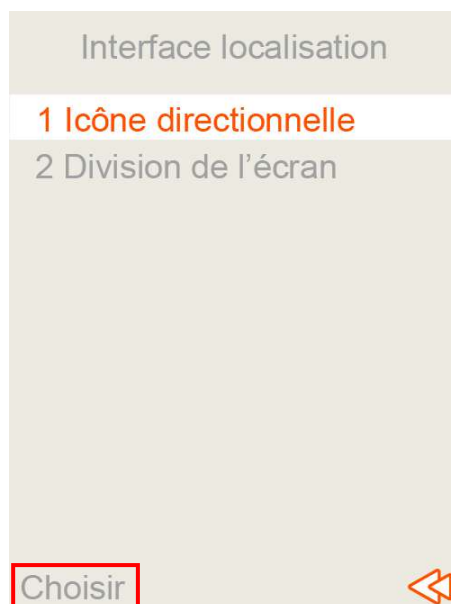 Interface localisation
1 Icône directionnelle
2 Division de l'écran
Choisir